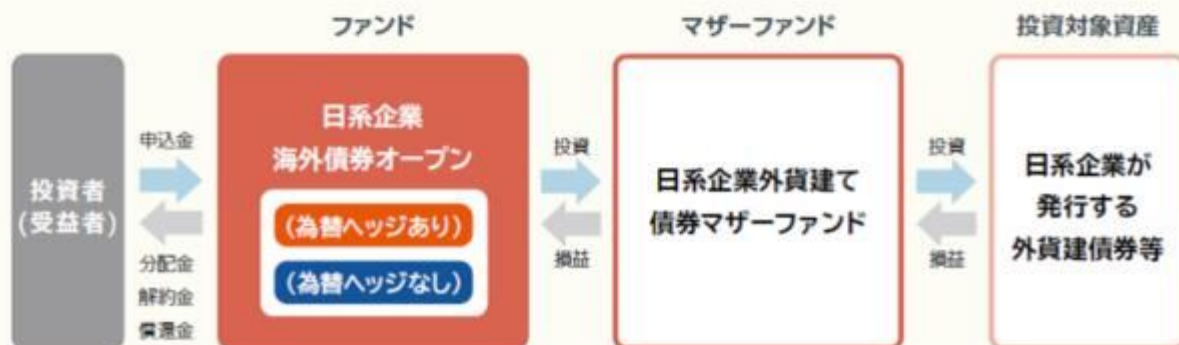 ファンド
マザーファンド
投資対象資産
投資者
(受益者)
申込金
分配金
解約金
償還金
日系企業
海外債券オープン
(為替ヘッジあり)
(為替ヘッジなし)
投資
損益
日系企業外貨建て
債券マザーファンド
投資
損益
日系企業が
発行する
外貨建債券等